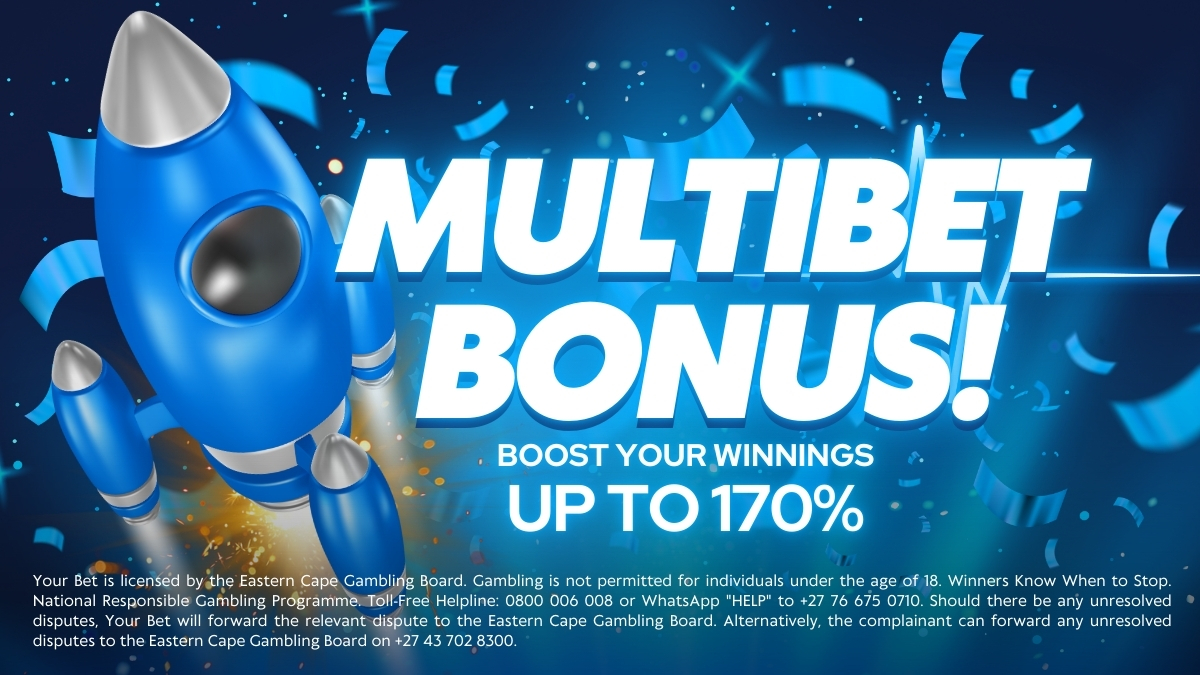 MULTIBET
BONUS!
BOOST YOUR WINNINGS
UP TO 170%
Your Bet is licensed by the Eastern Cape Gambling Board. Gambling is not permitted for individuals under the age of 18. Winners Know When to Stop.
National Responsible Gambling Programme. Toll-Free Helpline: 0800 006 008 or WhatsApp "HELP" to +27 76 675 0710. Should there be any unresolved
disputes, Your Bet will forward the relevant dispute to the Eastern Cape Gambling Board. Alternatively, the complainant can forward any unresolved
disputes to the Eastern Cape Gambling Board on +27 43 702 8300.